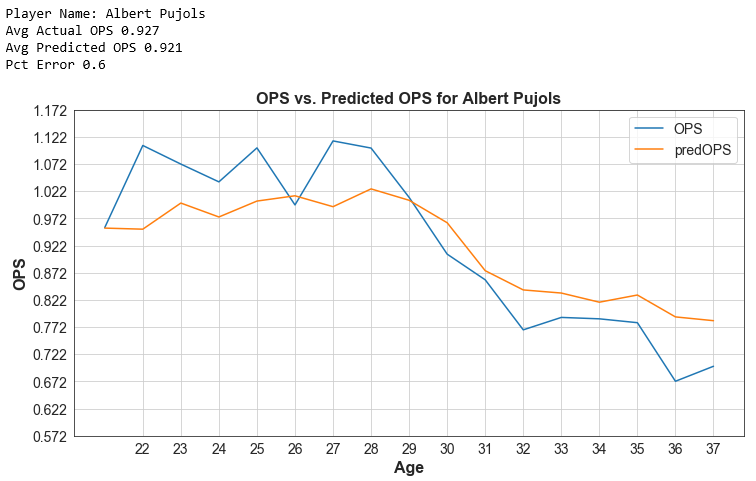 Player Name: Albert Pujols
Avg Actual OPS 0.927
Avg Predicted OPS 0.921
Pct Error 0.6
OPS vs. Predicted OPS for Albert Pujols
OPS
predOPS
1.172
1.122
1.072
1.022
0.972
0.922
0.872
0.822
0.772
0.722
0.672
0.622
0.572
OPS
22 23 24 25 26 27 28 29 30 31 32 33 34 35 36 37
Age